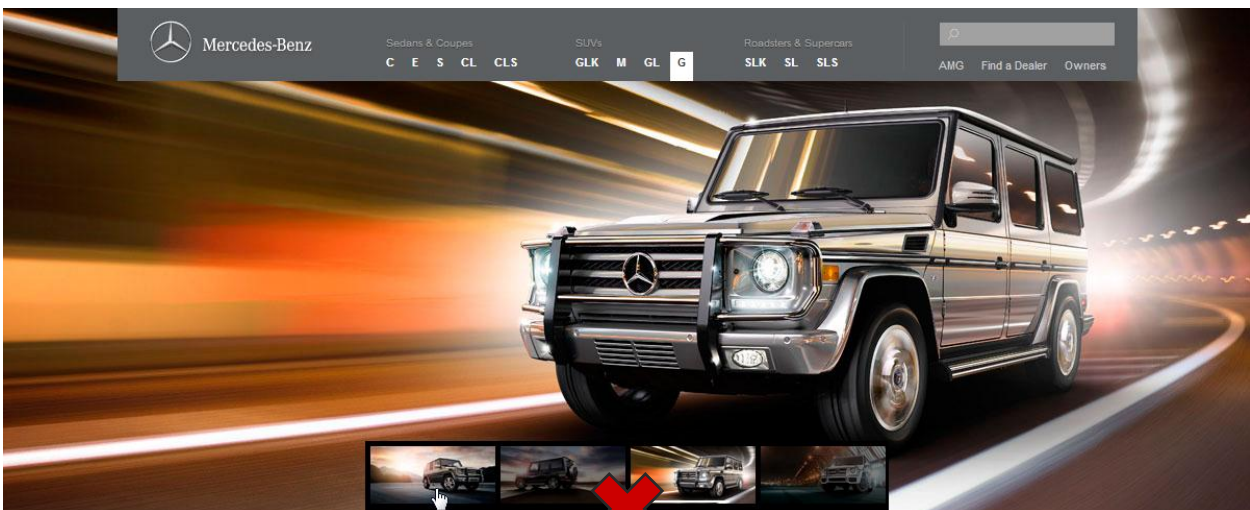 Mercedes-Benz
Sedans & Coupes
C E S CL CLS
SUVs
GLK M GL G
Roadsters & Supercars
SLK SL SLS
AMG Find a Dealer Owners